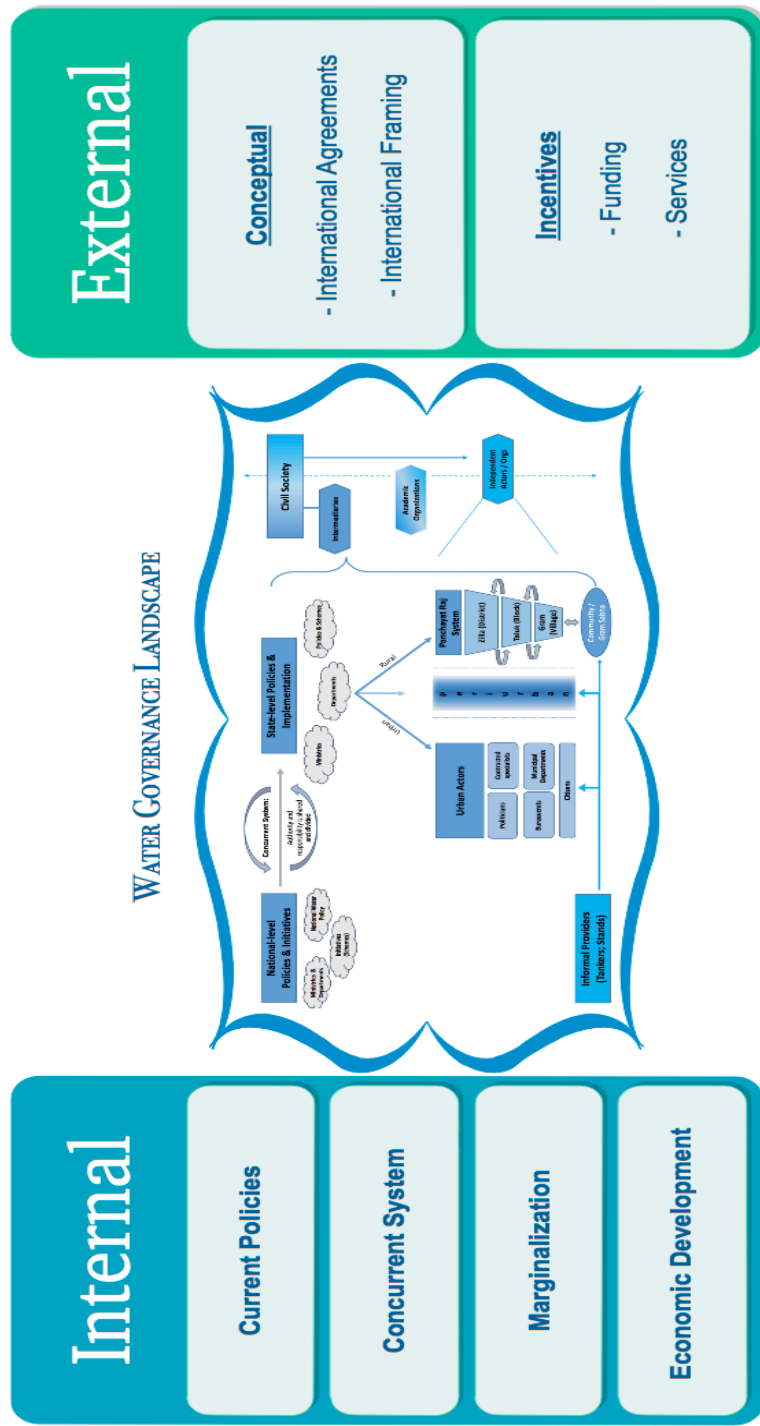 WATER GOVERNANCE LANDSCAPE
Internal
Current Policies
Concurrent System
Marginalization
Economic Development
National-level
Policies & Initiatives
Ministries &
Departments
Initiatives
(Schemes)
National Water
Policy
Concurrent System:
Authority and
responsibility is shared
and divided
State-level Policies &
Implementation
Ministries
Departments
Policies & Schemes
Urban
Rural
Urban Actors
Politicians
Contracted
specialists
Bureaucrats
Municipal
Departments
Citizens
P e r i u r b a n
Panchayat Raj
System
Zilla (District)
Taluk (Block)
Gram
(Village)
Community /
Gram Sabha
Informal Providers
(Tankers; Stands)
Civil Society
Intermediaries
Academic
Organizations
Independent
Actors / Orgs
External
Conceptual
- International Agreements
- International Framing
Incentives
- Funding
- Services